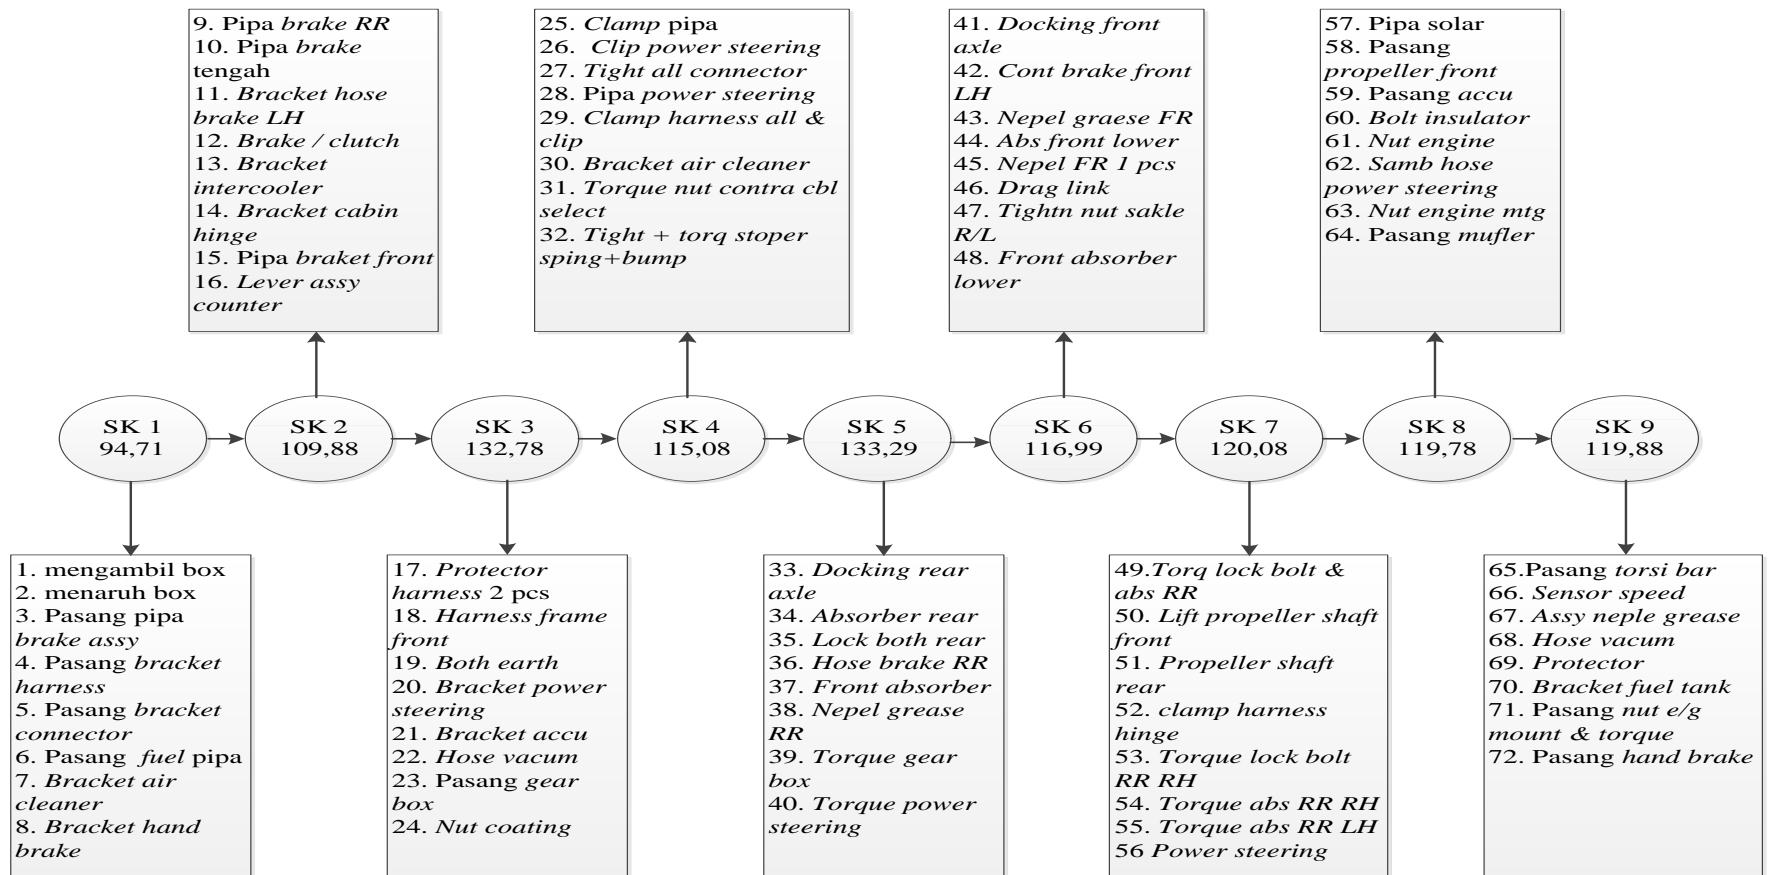 9. Pipa brake RR
10. Pipa brake
tengah
11. Bracket hose
brake LH
12. Brake / clutch
13. Bracket
intercooler
14. Bracket cabin
hinge
15. Pipa braket front
16. Lever assy
counter
25. Clamp pipa
26. Clip power steering
27. Tight all connector
28. Pipa power steering
29. Clamp harness all &
clip
30. Bracket air cleaner
31. Torque nut contra cbl
select
32. Tight + torq stoper
sping+bump
41. Docking front
axle
42. Cont brake front
LH
43. Nepel graese FR
44. Abs front lower
45. Nepel FR 1 pcs
46. Drag link
47. Tightn nut sakle
R/L
48. Front absorber
lower
57. Pipa solar
58. Pasang
propeller front
59. Pasang accu
60. Bolt insulator
61. Nut engine
62. Samb hose
power steering
63. Nut engine mtg
64. Pasang mufler
SK 1
94,71
SK 2
109,88
SK 3
132,78
SK 4
115,08
SK 5
133,29
SK 6
116,99
SK 7
120,08
SK 8
119,78
SK 9
119,88
1. mengambil box
2. menaruh box
3. Pasang pipa
brake assy
4. Pasang bracket
harness
5. Pasang bracket
connector
6. Pasang fuel pipa
7. Bracket air
cleaner
8. Bracket hand
brake
17. Protector
harness 2 pcs
18. Harness frame
front
19. Both earth
20. Bracket power
steering
21. Bracket accu
22. Hose vacum
23. Pasang gear
box
24. Nut coating
33. Docking rear
axle
34. Absorber rear
35. Lock both rear
36. Hose brake RR
37. Front absorber
38. Nepel grease
RR
39. Torque gear
box
40. Torque power
steering
49.Torq lock bolt &
abs RR
50. Lift propeller shaft
front
51. Propeller shaft
rear
52. clamp harness
hinge
53. Torque lock bolt
RR RH
54. Torque abs RR RH
55. Torque abs RR LH
56 Power steering
65.Pasang torsi bar
66. Sensor speed
67. Assy neple grease
68. Hose vacum
69. Protector
70. Bracket fuel tank
71. Pasang nut e/g
mount & torque
72. Pasang hand brake